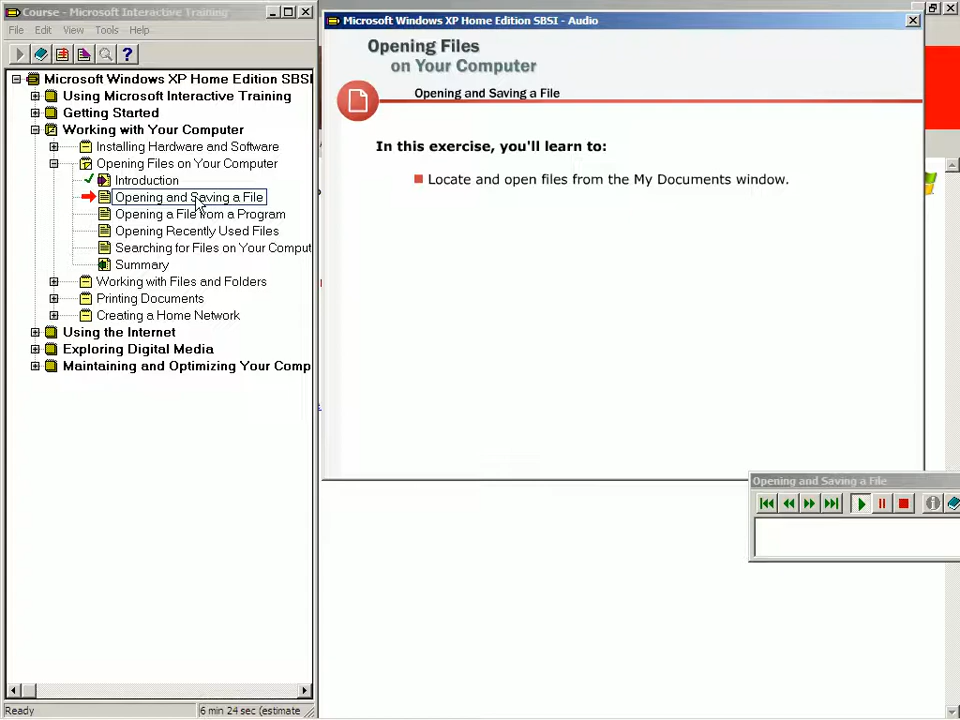 Course - Microsoft Interactive Training
File Edit View Tools Help
?
Microsoft Windows XP Home Edition SBSI
Using Microsoft Interactive Training
Getting Started
Working with Your Computer
Installing Hardware and Software
Opening Files on Your Computer
Introduction
Opening and Saving a File
Opening a File from a Program
Opening Recently Used Files
Searching for Files on Your Comput
Summary
Working with Files and Folders
Printing Documents
Creating a Home Network
Using the Internet
Exploring Digital Media
Maintaining and Optimizing Your Comp
Ready
6 min 24 sec (estimate
Microsoft Windows XP Home Edition SBSI - Audio
Opening Files
on Your Computer
Opening and Saving a File
In this exercise, you'll learn to:
Locate and open files from the My Documents window.
Opening and Saving a File